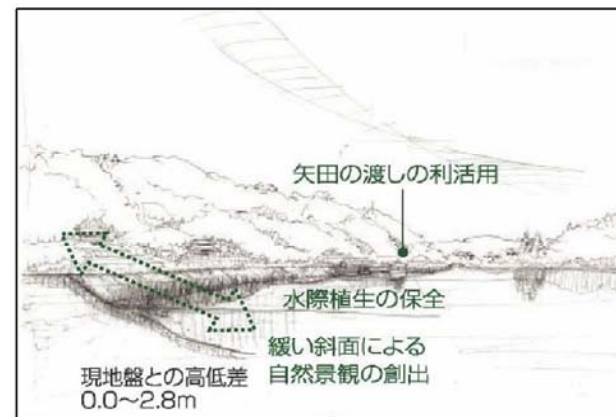 矢田の渡しの利活用
水際植生の保全
緩い斜面による
自然景観の創出
現地盤との高低差
0.0～2.8m